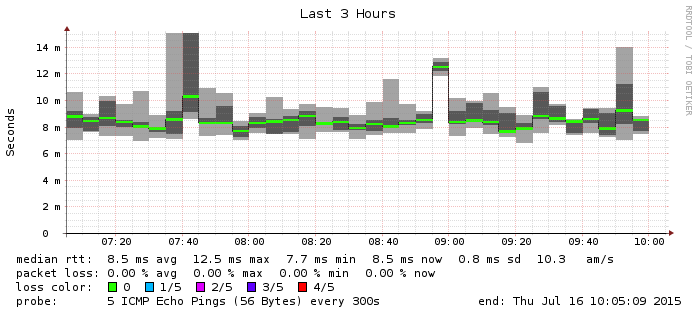 Last 3 Hours
RRDTOOL / TOBI OETIKER
Seconds
14 m
12 m
10 m
8 m
6 m
4 m
2 m
0
07:20 07:40 08:00 08:20 08:40 09:00 09:20 09:40 10:00
median rtt: 8.5 ms avg 12.5 ms max 7.7 ms min 8.5 ms now 0.8 ms sd 10.3 am/s
packet loss: 0.00 % avg 0.00 % max 0.00 % min 0.00 % now
loss color: 0 1/5 2/5 3/5 4/5
probe: 5 ICMP Echo Pings (56 Bytes) every 300s end: Thu Jul 16 10:05:09 2015